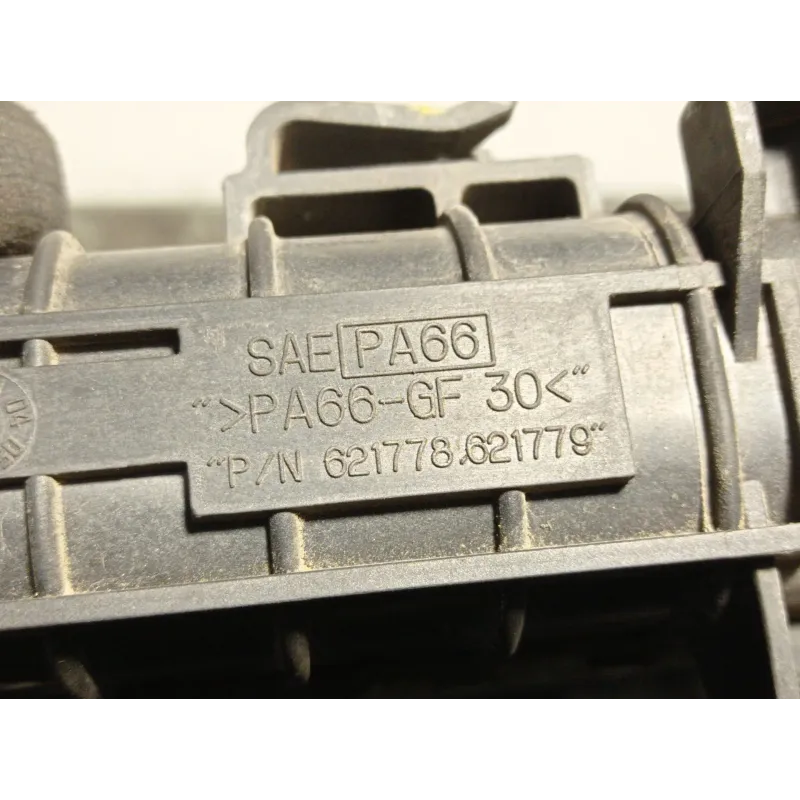 SAE PA66
">PA66-GF 30<"
"P/N 621778,621779"